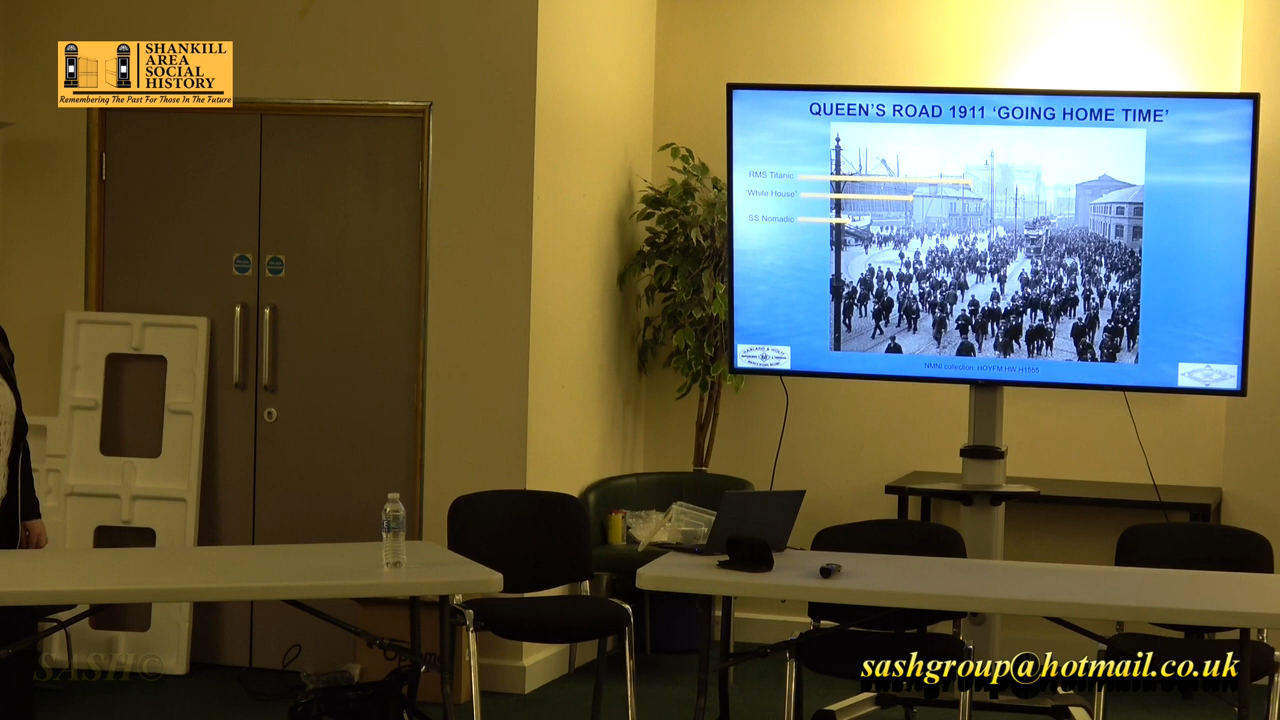 SHANKILL
AREA
SOCIAL
HISTORY
Remembering The Past For Those In The Future
QUEEN'S ROAD 1911 'GOING HOME TIME'
RMS Titanic
"White House"
SS Nomadic
NMNI collection: HOYFM.HW.H1555
SASH©
sashgroup@hotmail.co.uk